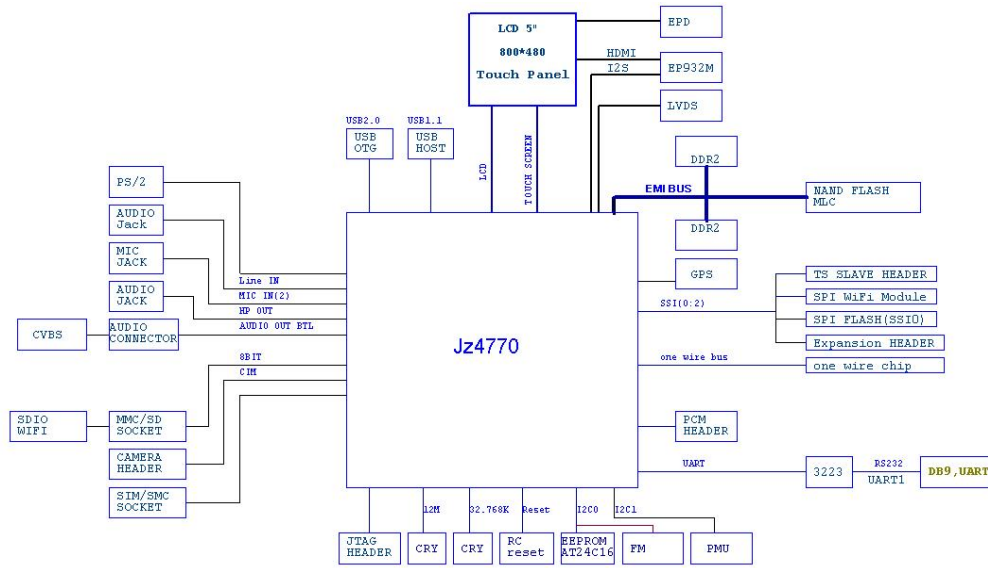 LCD 5"
800*480
Touch Panel
EPD
HDMI
I2S
EP932M
LVDS
USB2.0
USB1.1
USB
OTG
USB
HOST
LCD
TOUCH SCREEN
DDR2
EMI BUS
NAND FLASH
MLC
DDR2
PS/2
AUDIO
Jack
MIC
JACK
AUDIO
JACK
CVBS
AUDIO
CONNECTOR
Line IN
MIC IN(2)
HP OUT
AUDIO OUT BTL
8BIT
CIM
SDIO
WIFI
MMC/SD
SOCKET
CAMERA
HEADER
SIM/SMC
SOCKET
Jz4770
GPS
SSI(0:2)
TS SLAVE HEADER
SPI WiFi Module
SPI FLASH(SSI0)
Expansion HEADER
one wire bus
one wire chip
PCM
HEADER
UART
3223
RS232
UART1
DB9,UART
12M
32.768K
Reset
I2C0
I2C1
JTAG
HEADER
CRY
CRY
RC
reset
EEPROM
AT24C16
FM
PMU